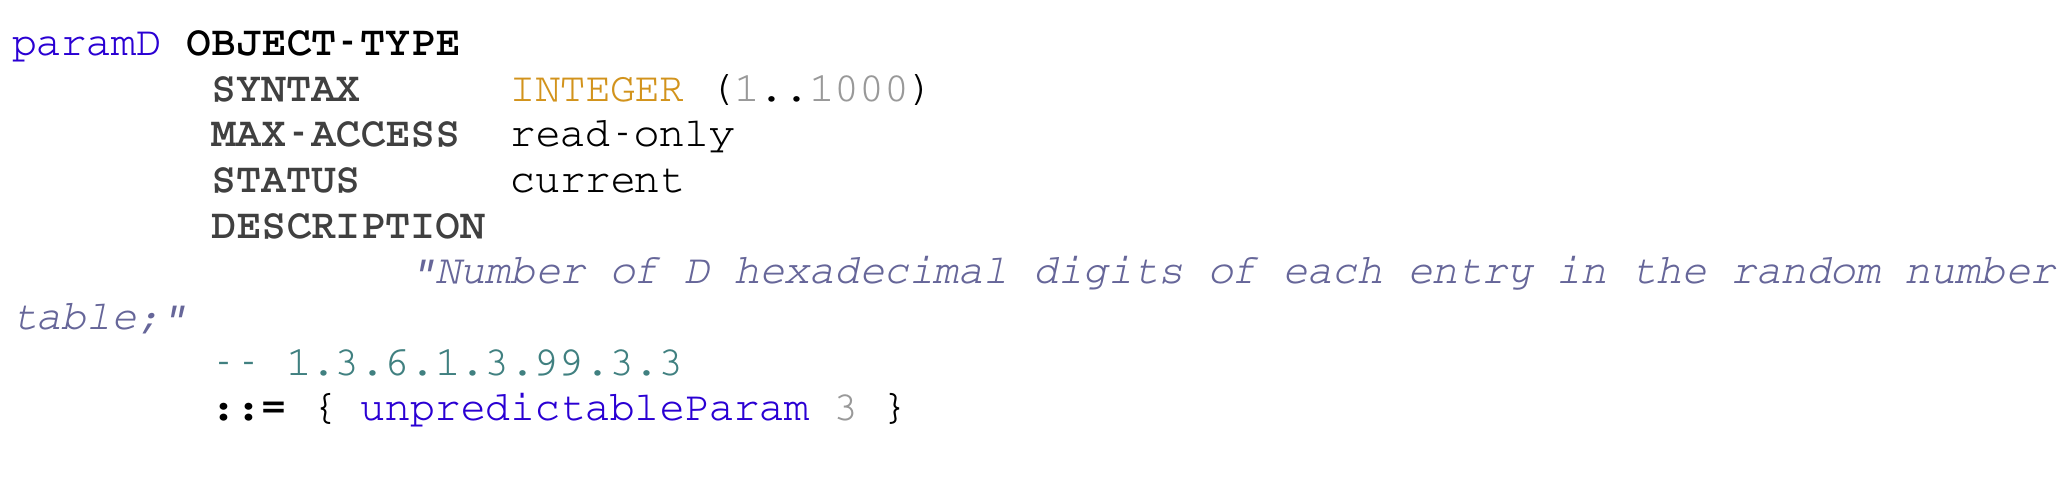 paramD OBJECT-TYPE
SYNTAX INTEGER (1..1000)
MAX-ACCESS read-only
STATUS current
DESCRIPTION
"Number of D hexadecimal digits of each entry in the random number
table;"
-- 1.3.6.1.3.99.3.3
::= { unpredictableParam 3 }